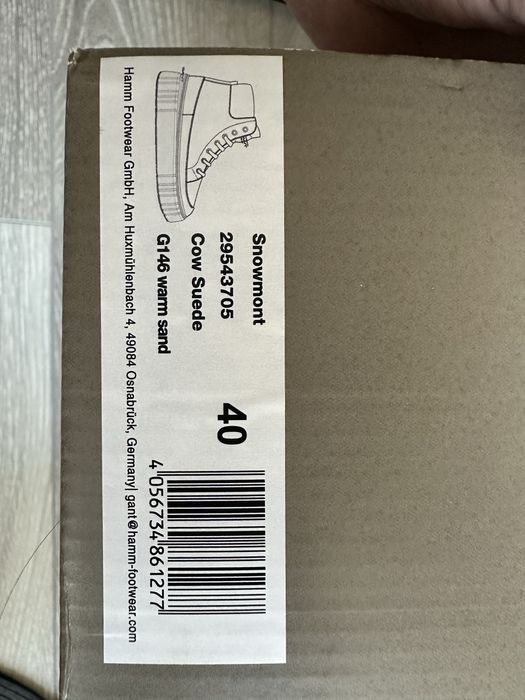 Snowmont
29543705
Cow Suede
G146 warm sand
40
4 056734 861277
Hamm Footwear GmbH, Am Huxmühlenbach 4, 49084 Osnabrück, Germany| gant@hamm-footwear.com